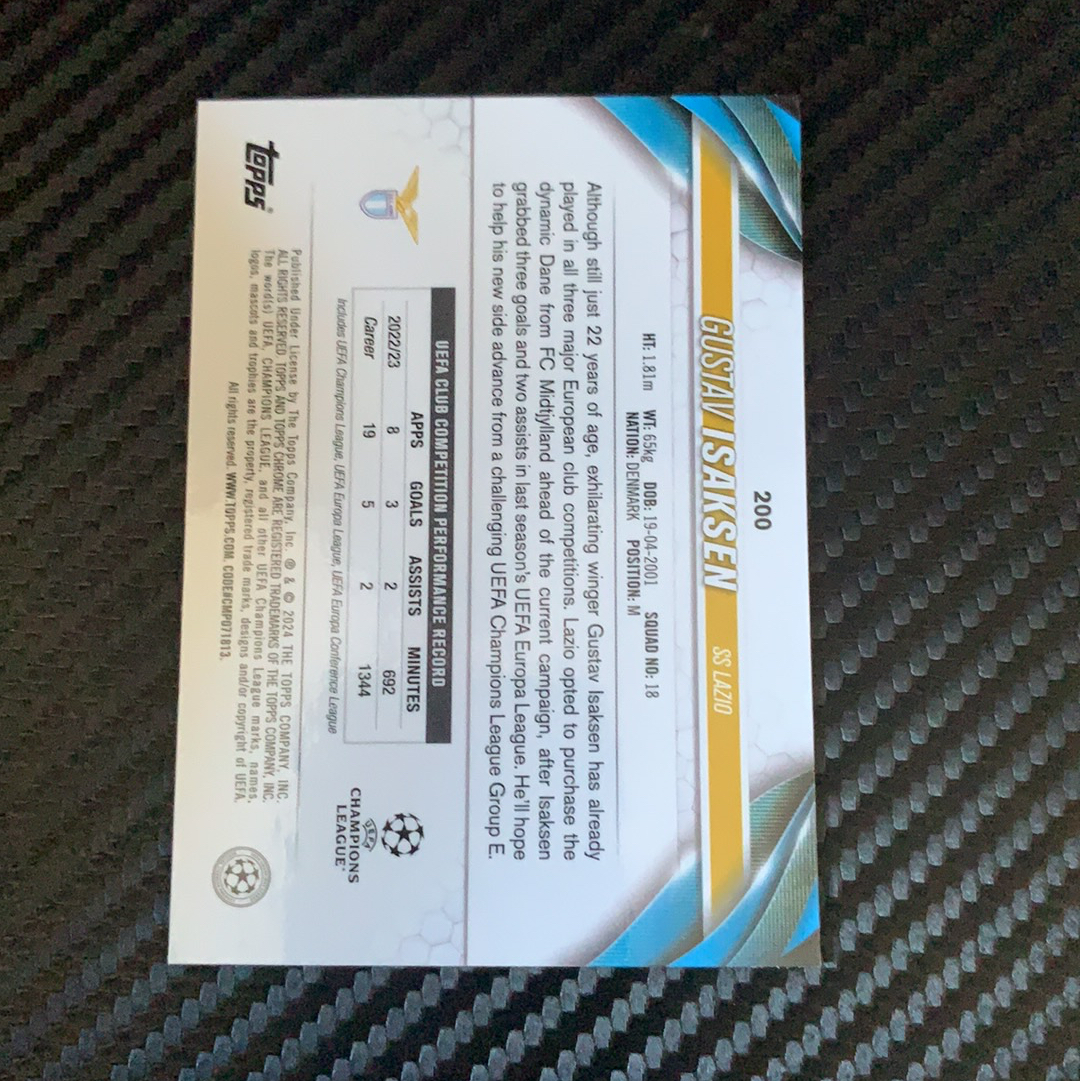 200
GUSTAV ISAKSEN SS LAZIO
HT: 1.81m WT: 65kg DOB: 19-04-2001 SQUAD NO: 18
NATION: DENMARK POSITION: M
Although still just 22 years of age, exhilarating winger Gustav Isaksen has already
played in all three major European club competitions. Lazio opted to purchase the
dynamic Dane from FC Midtjylland ahead of the current campaign, after Isaksen
grabbed three goals and two assists in last season's UEFA Europa League. He'll hope
to help his new side advance from a challenging UEFA Champions League Group E.
UEFA CLUB COMPETITION PERFORMANCE RECORD
APPS GOALS ASSISTS MINUTES
2022/23 8 3 2 692
Career 19 5 2 1344
Includes UEFA Champions League, UEFA Europa League, UEFA Europa Conference League
UEFA
CHAMPIONS
LEAGUE
topps®
Published Under License by The Topps Company, Inc. ® & © 2024 THE TOPPS COMPANY, INC.
ALL RIGHTS RESERVED. TOPPS AND TOPPS CHROME ARE REGISTERED TRADEMARKS OF THE TOPPS COMPANY, INC.
The word(s) UEFA, CHAMPIONS LEAGUE, and all other UEFA Champions League marks, names,
logos, mascots and trophies are the property, registered trade marks, designs and/or copyright of UEFA.
All rights reserved. WWW.TOPPS.COM. CODE#CMP071813.